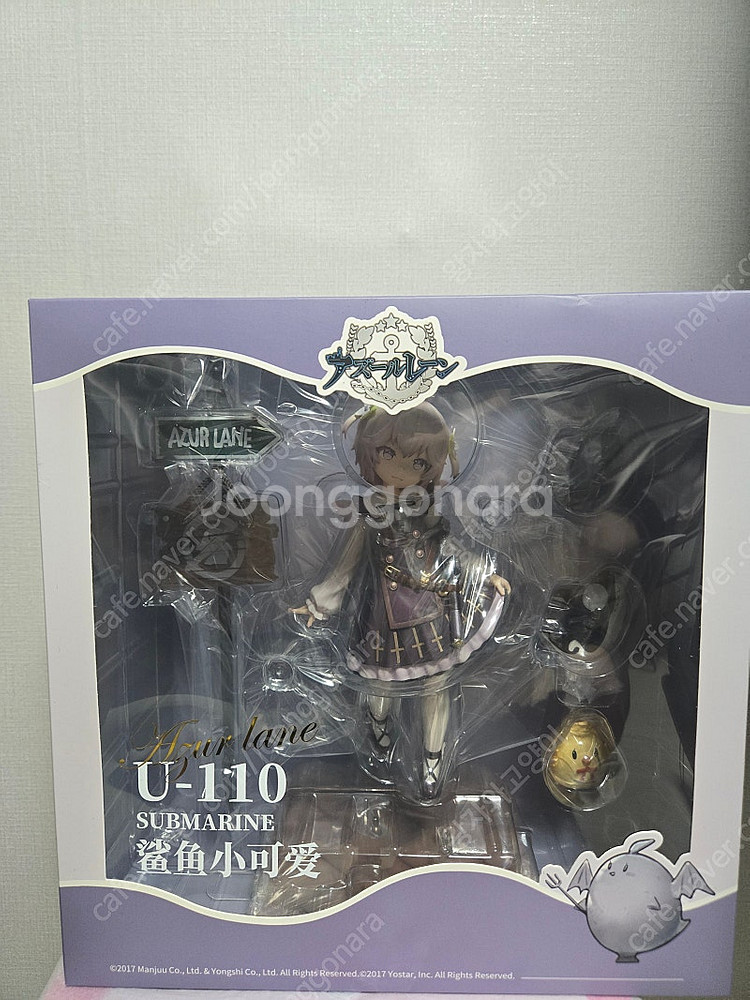 アズールレーン
AZUR LANE
Joonggonara
Azur lane
U-110
SUBMARINE
鲨鱼小可爱
©2017 Manjuu Co., Ltd. & Yongshi Co., Ltd. All Rights Reserved.©2017 Yostar, Inc. All Rights Reserved.
cafe.naver.com/joonggonara